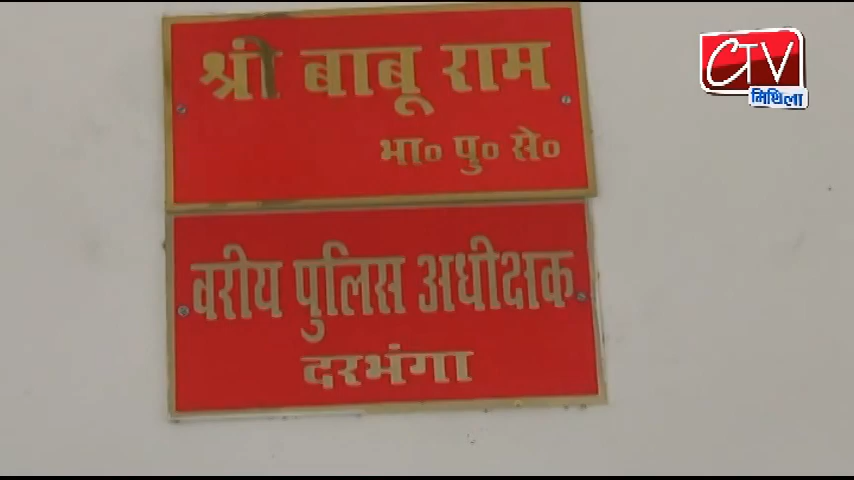 श्री बाबू राम
भा० पु० से०
वरीय पुलिस अधीक्षक
दरभंगा
CTV
मिथिला